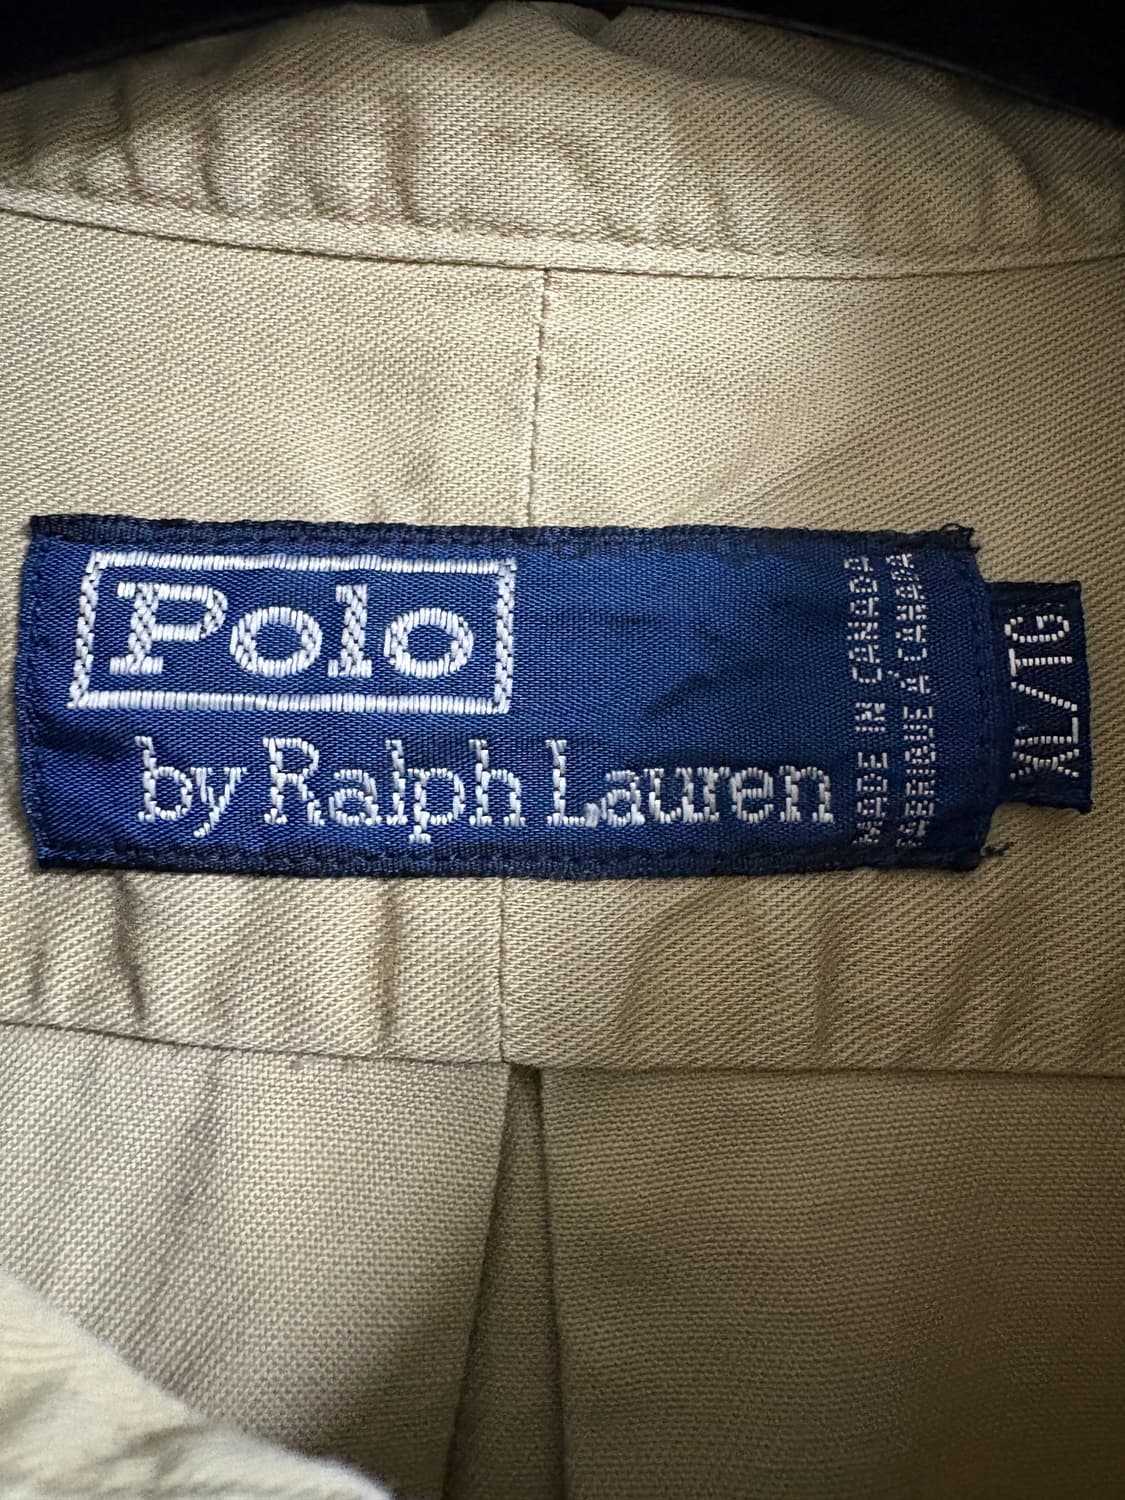 Polo
by Ralph Lauren
MADE IN CANADA
FABRIQUÉ Á CANADA
XL/TG